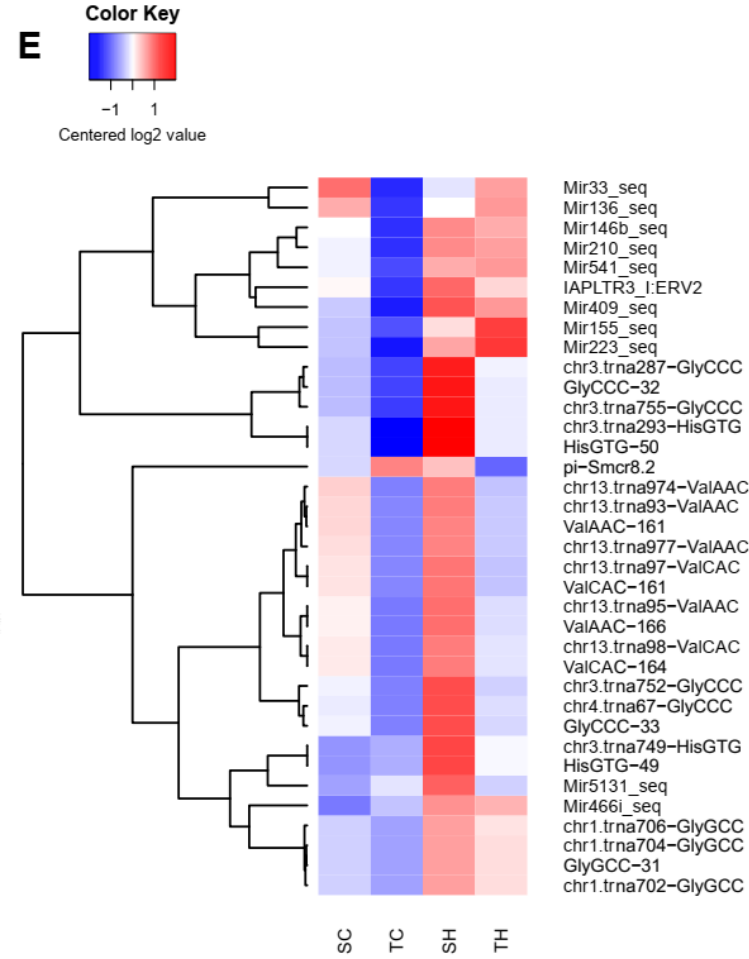 Color Key
E
−1 1
Centered log2 value
Mir33_seq
Mir136_seq
Mir146b_seq
Mir210_seq
Mir541_seq
IAPLTR3_I:ERV2
Mir409_seq
Mir155_seq
Mir223_seq
chr3.trna287−GlyCCC
GlyCCC−32
chr3.trna755−GlyCCC
chr3.trna293−HisGTG
HisGTG−50
pi−Smcr8.2
chr13.trna974−ValAAC
chr13.trna93−ValAAC
ValAAC−161
chr13.trna977−ValAAC
chr13.trna97−ValCAC
ValCAC−161
chr13.trna95−ValAAC
ValAAC−166
chr13.trna98−ValCAC
ValCAC−164
chr3.trna752−GlyCCC
chr4.trna67−GlyCCC
GlyCCC−33
chr3.trna749−HisGTG
HisGTG−49
Mir5131_seq
Mir466i_seq
chr1.trna706−GlyGCC
chr1.trna704−GlyGCC
GlyGCC−31
chr1.trna702−GlyGCC
SC TC SH TH